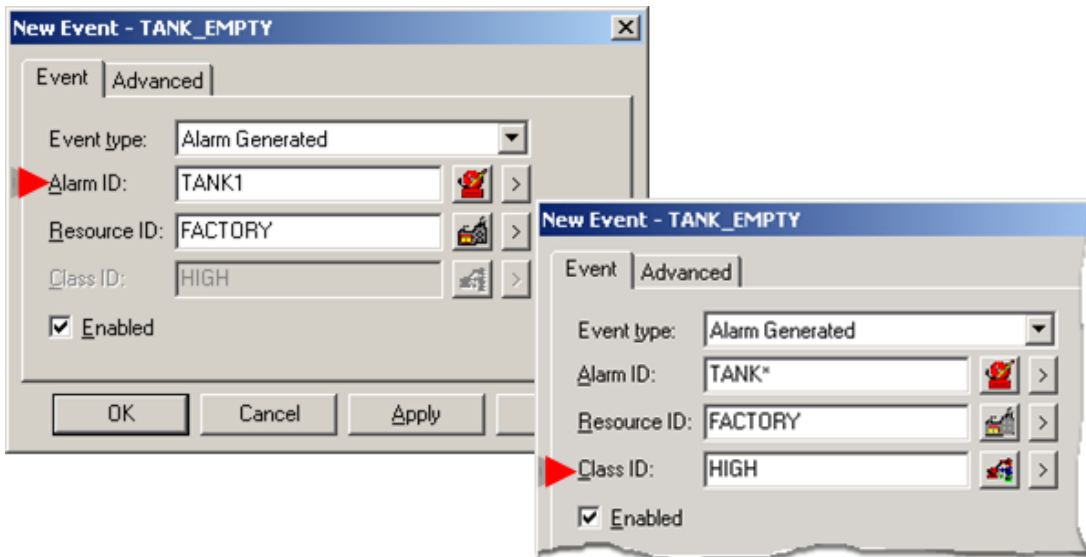 New Event - TANK_EMPTY
Event Advanced
Event type: Alarm Generated
Alarm ID: TANK1 >
Resource ID: FACTORY >
Class ID: HIGH >
Enabled
OK Cancel Apply
New Event - TANK_EMPTY
Event Advanced
Event type: Alarm Generated
Alarm ID: TANK* >
Resource ID: FACTORY >
Class ID: HIGH >
Enabled